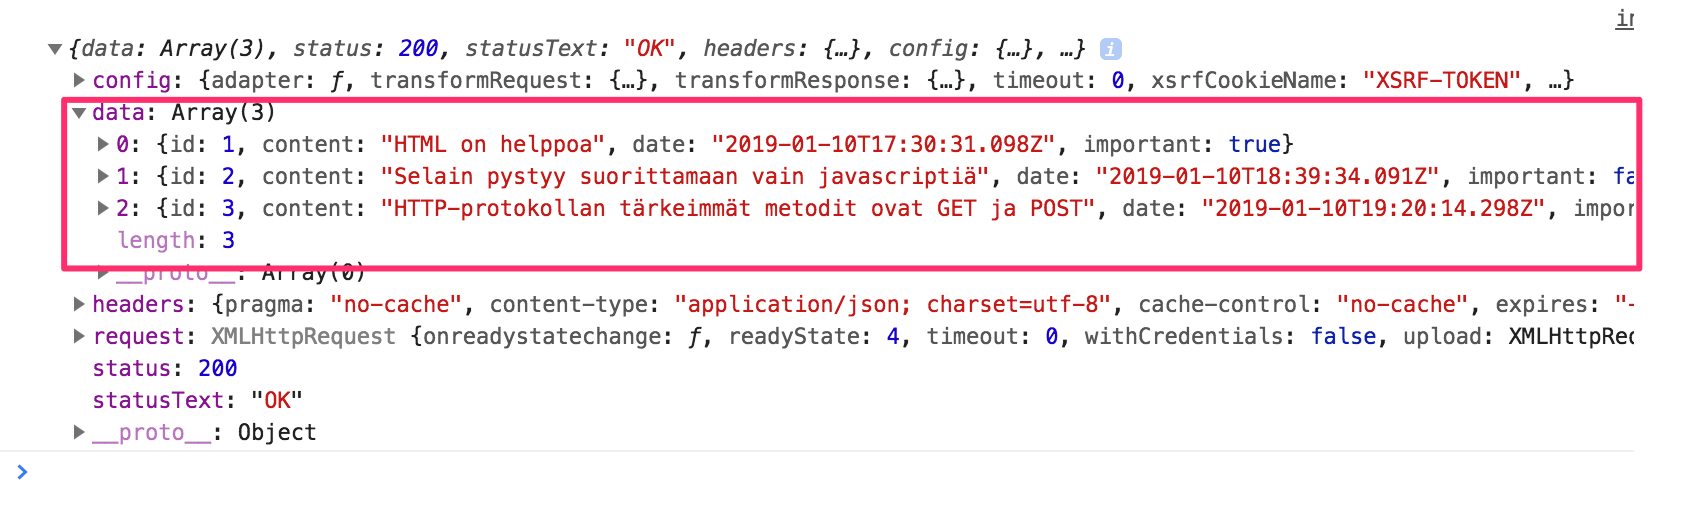 {data: Array(3), status: 200, statusText: "OK", headers: {…}, config: {…}, …} i
config: {adapter: ƒ, transformRequest: {…}, transformResponse: {…}, timeout: 0, xsrfCookieName: "XSRF-TOKEN", …}
data: Array(3)
0: {id: 1, content: "HTML on helppoa", date: "2019-01-10T17:30:31.098Z", important: true}
1: {id: 2, content: "Selain pystyy suorittamaan vain javascriptiä", date: "2019-01-10T18:39:34.091Z", important: fa
2: {id: 3, content: "HTTP-protokollan tärkeimmät metodit ovat GET ja POST", date: "2019-01-10T19:20:14.298Z", impor
length: 3
__proto__: Array(0)
headers: {pragma: "no-cache", content-type: "application/json; charset=utf-8", cache-control: "no-cache", expires: "-
request: XMLHttpRequest {onreadystatechange: ƒ, readyState: 4, timeout: 0, withCredentials: false, upload: XMLHttpReq
status: 200
statusText: "OK"
__proto__: Object
>